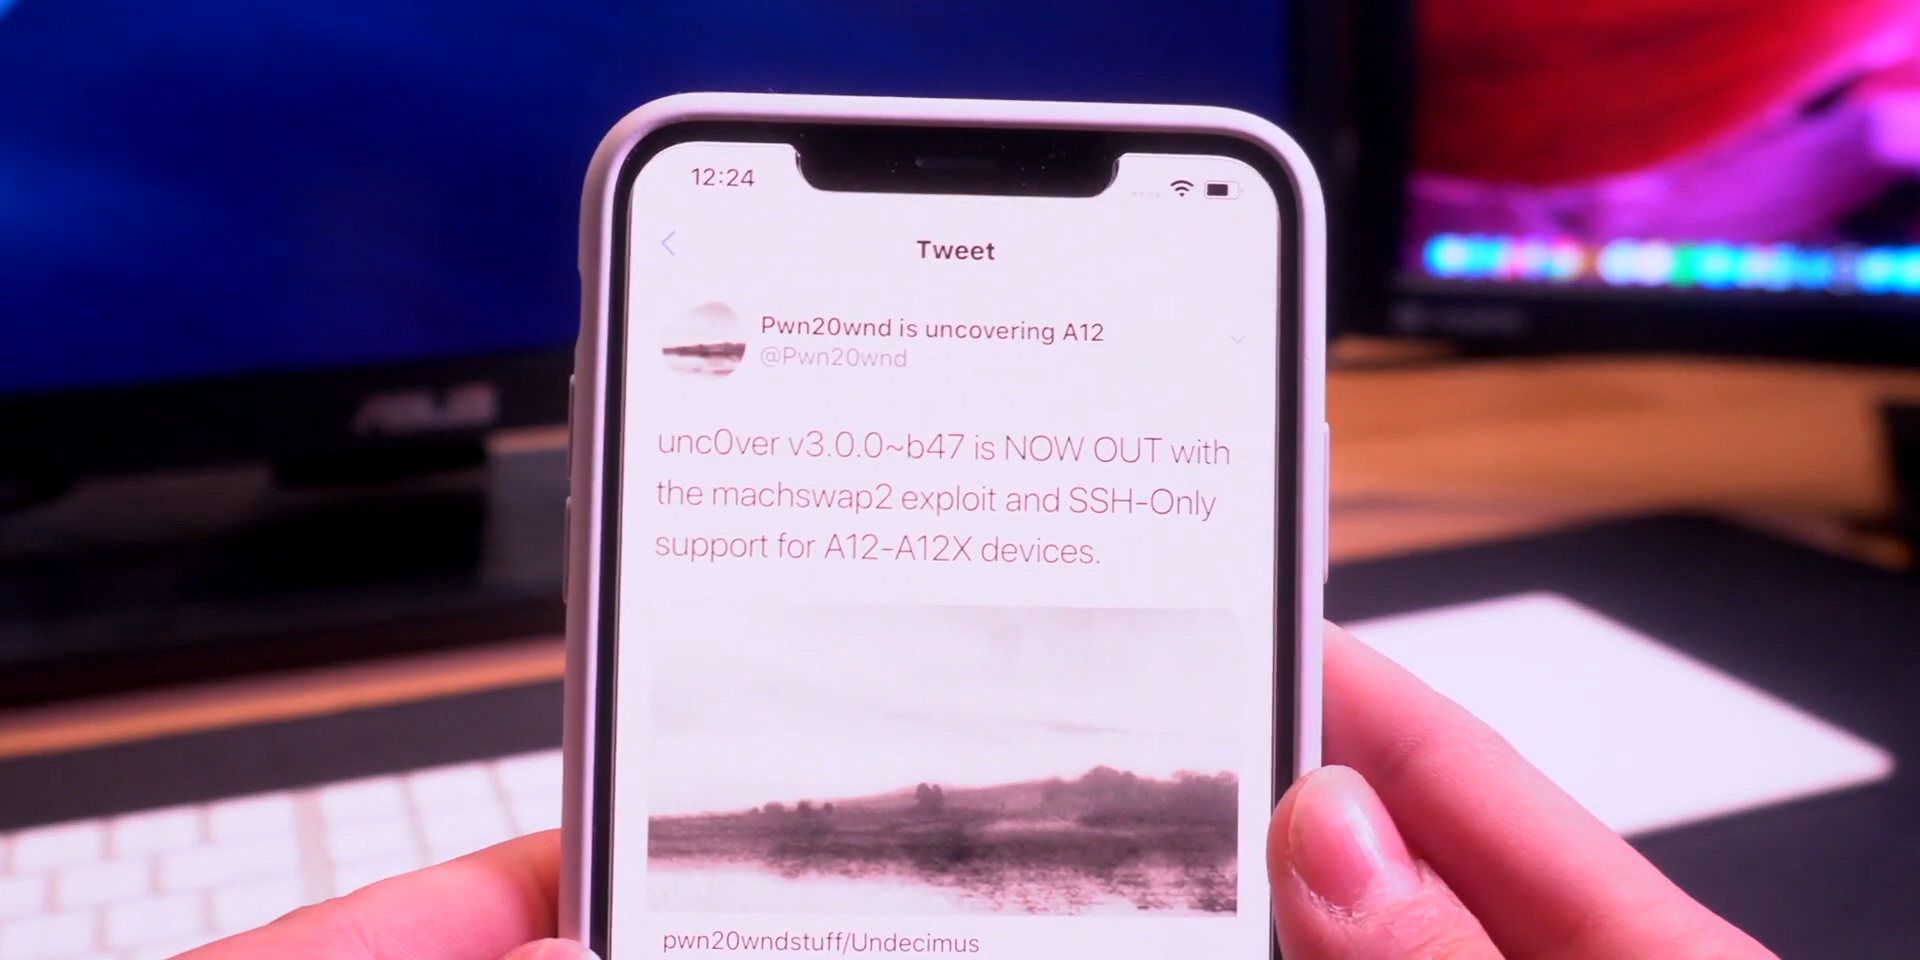 12:24
Tweet
Pwn20wnd is uncovering A12
@Pwn20wnd
unc0ver v3.0.0~b47 is NOW OUT with
the machswap2 exploit and SSH-Only
support for A12-A12X devices.
pwn20wndstuff/Undecimus
ASUS